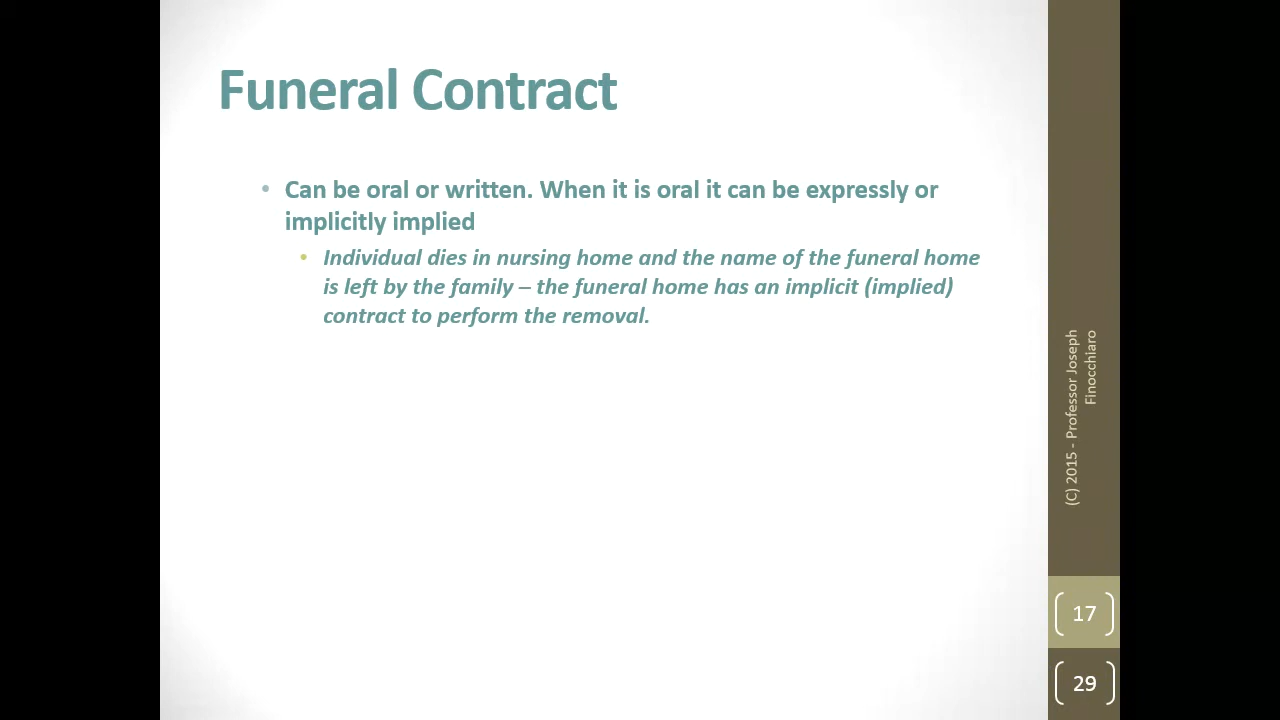 Funeral Contract
• Can be oral or written. When it is oral it can be expressly or
implicitly implied
• Individual dies in nursing home and the name of the funeral home
is left by the family – the funeral home has an implicit (implied)
contract to perform the removal.
(C) 2015 - Professor Joseph
Finocchiaro
17
29